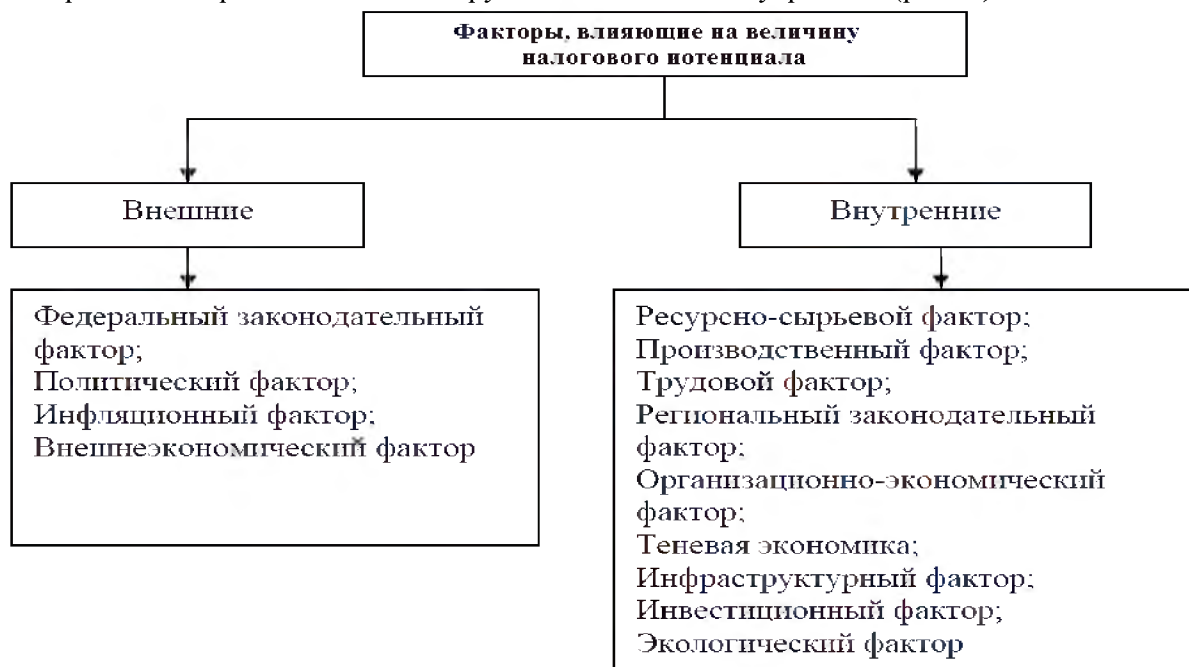 Факторы, влияющие на величину
налогового потенциала
Внешние
Внутренние
Федеральный законодательный
фактор;
Политический фактор;
Инфляционный фактор;
Внешнеэкономический фактор
Ресурсно-сырьевой фактор;
Производственный фактор;
Трудовой фактор;
Региональный законодательный
фактор;
Организационно-экономический
фактор;
Теневая экономика;
Инфраструктурный фактор;
Инвестиционный фактор;
Экологический фактор